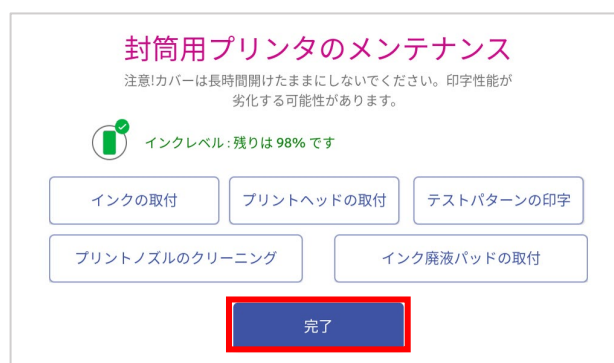 封筒用プリンタのメンテナンス
注意!カバーは長時間開けたままにしないでください。印字性能が
劣化する可能性があります。
インクレベル:残りは 98% です
インクの取付
プリントヘッドの取付
テストパターンの印字
プリントノズルのクリーニング
インク廃液パッドの取付
完了